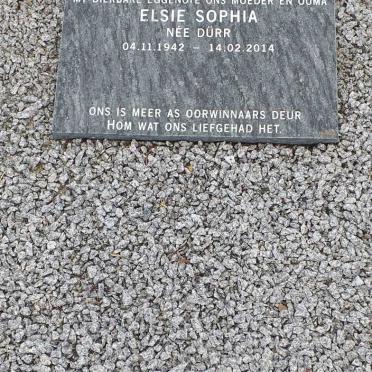 MY DIERBARE EGGENOTE ONS MOEDER EN OUMA
ELSIE SOPHIA
NÉE DÜRR
04.11.1942 – 14.02.2014
ONS IS MEER AS OORWINNAARS DEUR
HOM WAT ONS LIEFGEHAD HET.